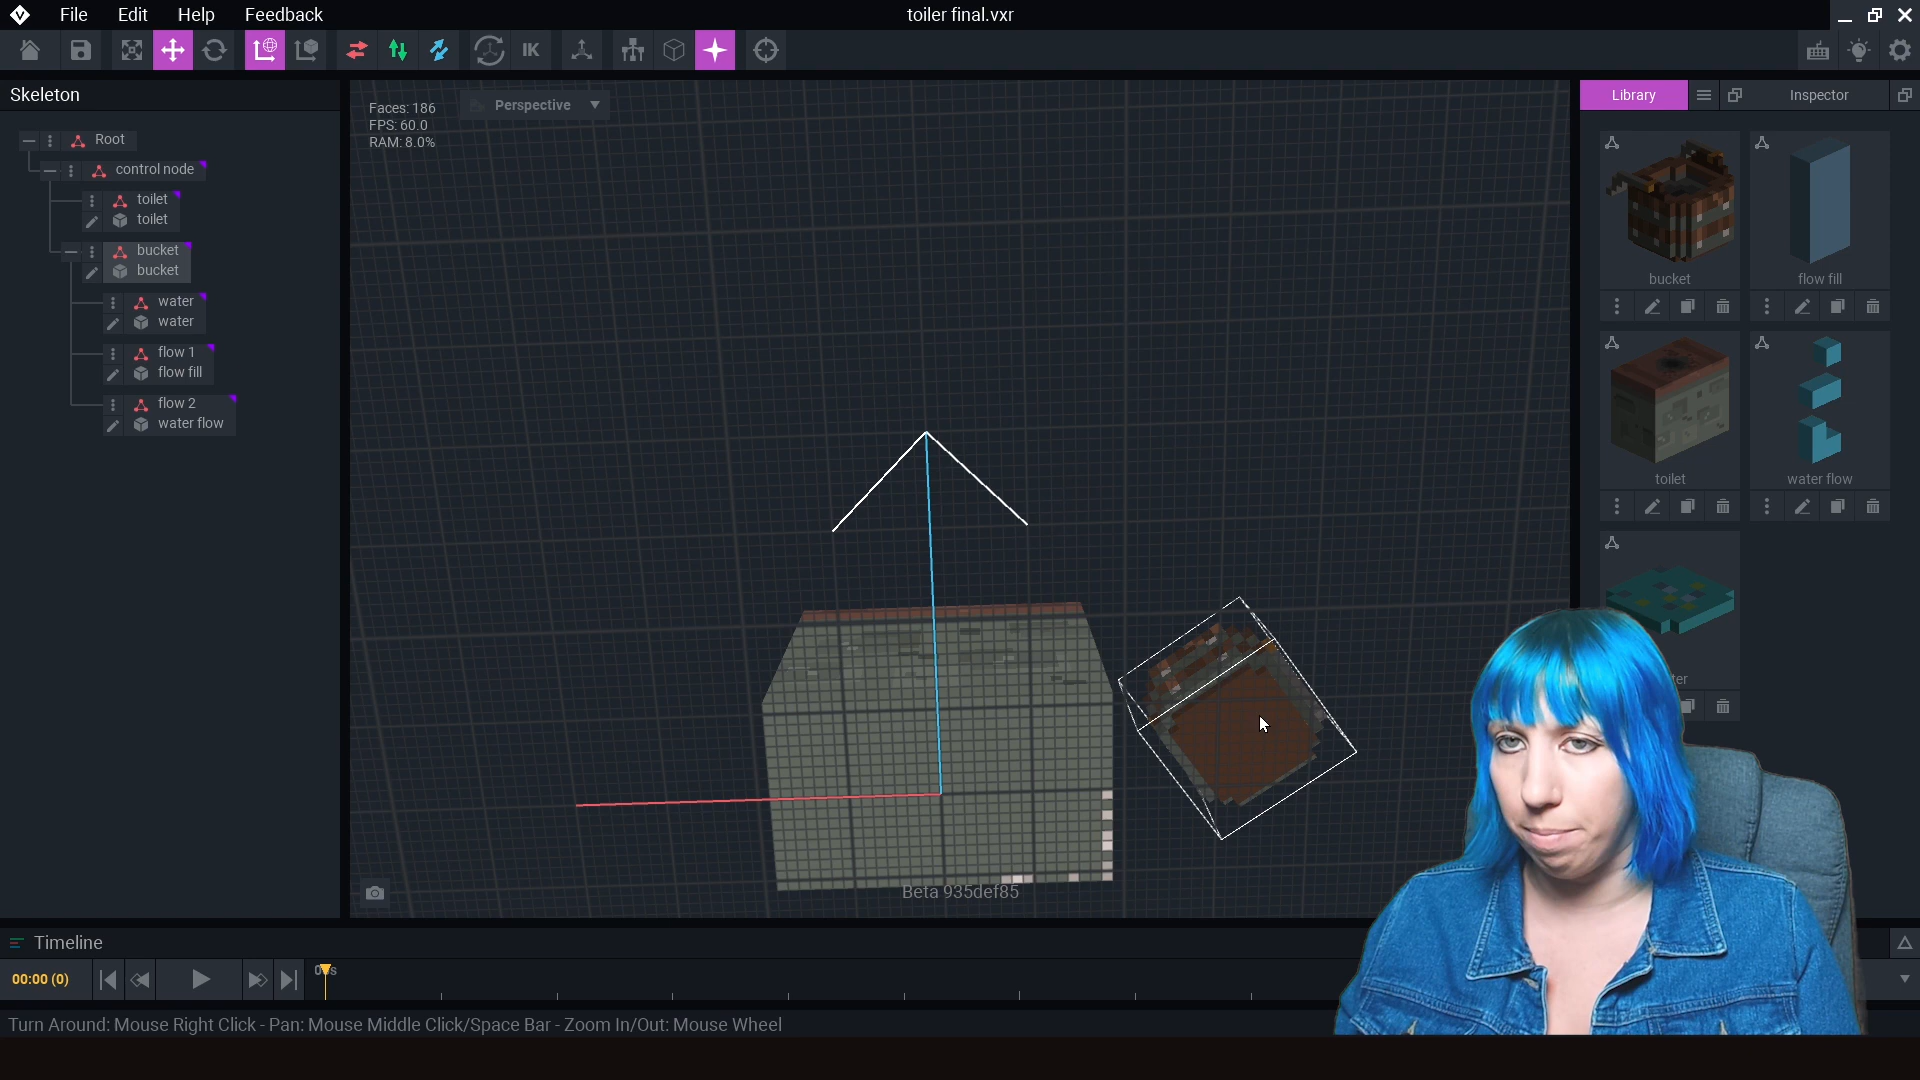 File Edit Help Feedback
toiler final.vxr
IK
Skeleton
Root
control node
toilet
toilet
bucket
bucket
water
water
flow 1
flow fill
flow 2
water flow
Faces: 186
FPS: 60.0
RAM: 8.0%
Perspective
Beta 935def85
Library
Inspector
bucket
flow fill
toilet
water flow
Timeline
00:00 (0)
Turn Around: Mouse Right Click - Pan: Mouse Middle Click/Space Bar - Zoom In/Out: Mouse Wheel